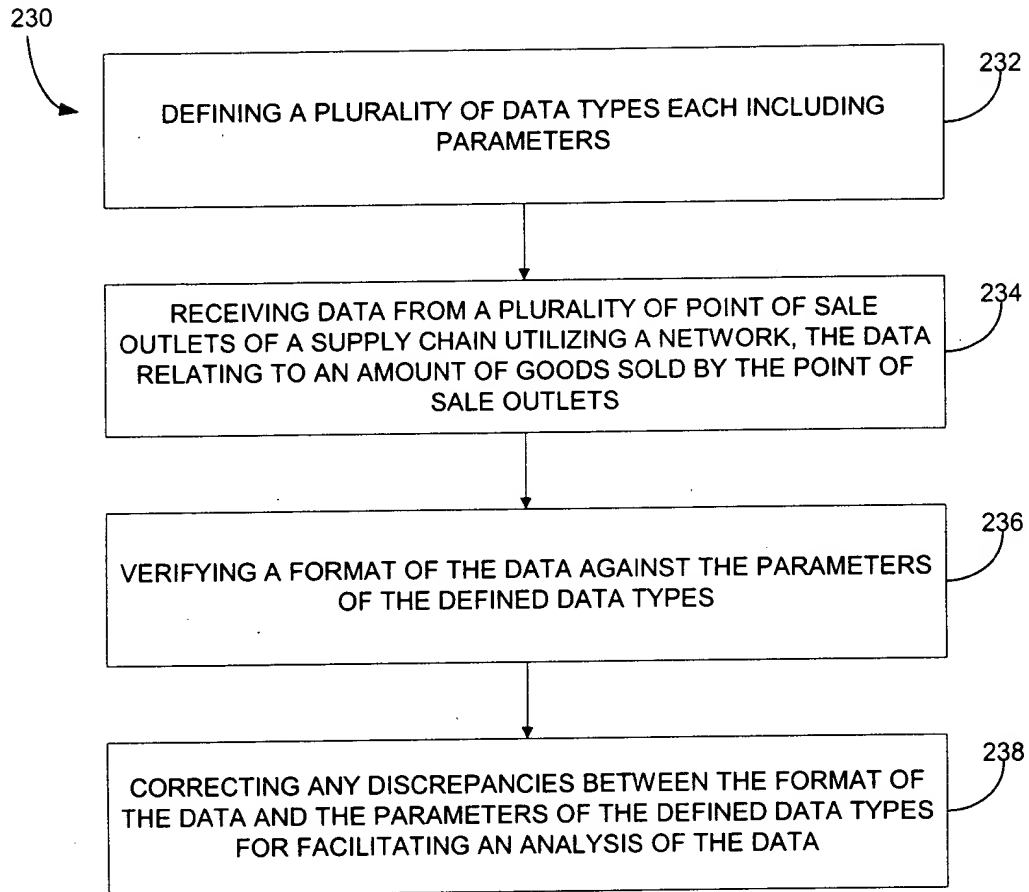 230
232
DEFINING A PLURALITY OF DATA TYPES EACH INCLUDING
PARAMETERS
234
RECEIVING DATA FROM A PLURALITY OF POINT OF SALE
OUTLETS OF A SUPPLY CHAIN UTILIZING A NETWORK, THE DATA
RELATING TO AN AMOUNT OF GOODS SOLD BY THE POINT OF
SALE OUTLETS
236
VERIFYING A FORMAT OF THE DATA AGAINST THE PARAMETERS
OF THE DEFINED DATA TYPES
238
CORRECTING ANY DISCREPANCIES BETWEEN THE FORMAT OF
THE DATA AND THE PARAMETERS OF THE DEFINED DATA TYPES
FOR FACILITATING AN ANALYSIS OF THE DATA